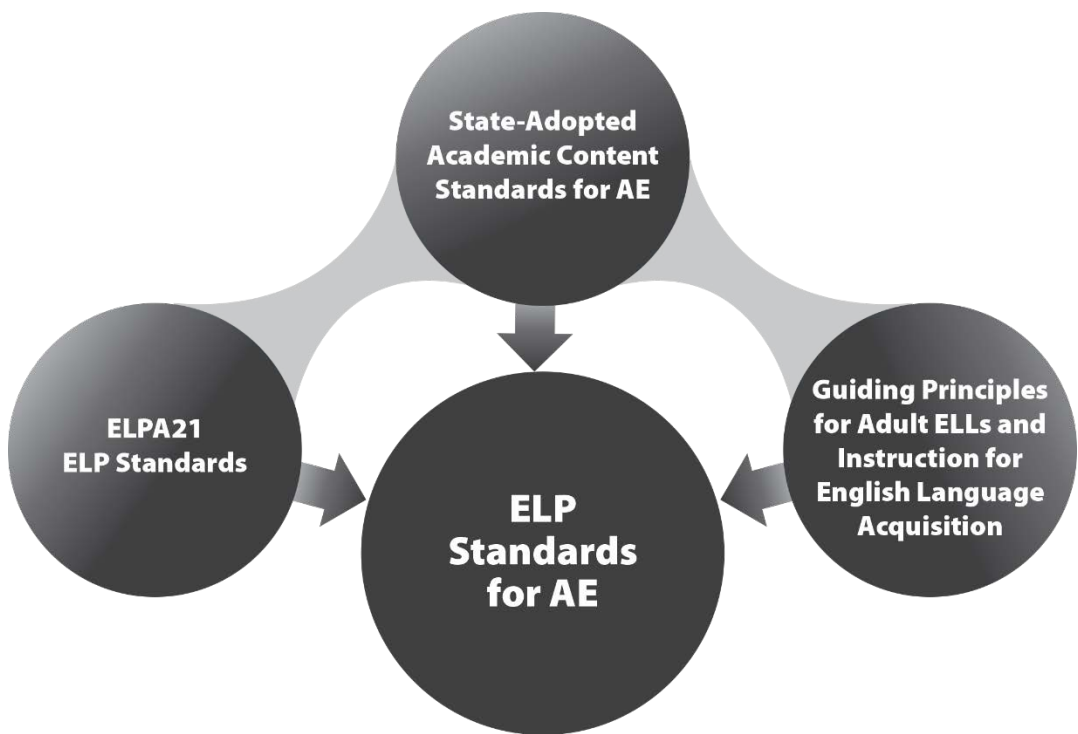 State-Adopted
Academic Content
Standards for AE
ELPA21
ELP Standards
Guiding Principles
for Adult ELLs and
Instruction for
English Language
Acquisition
ELP
Standards
for AE